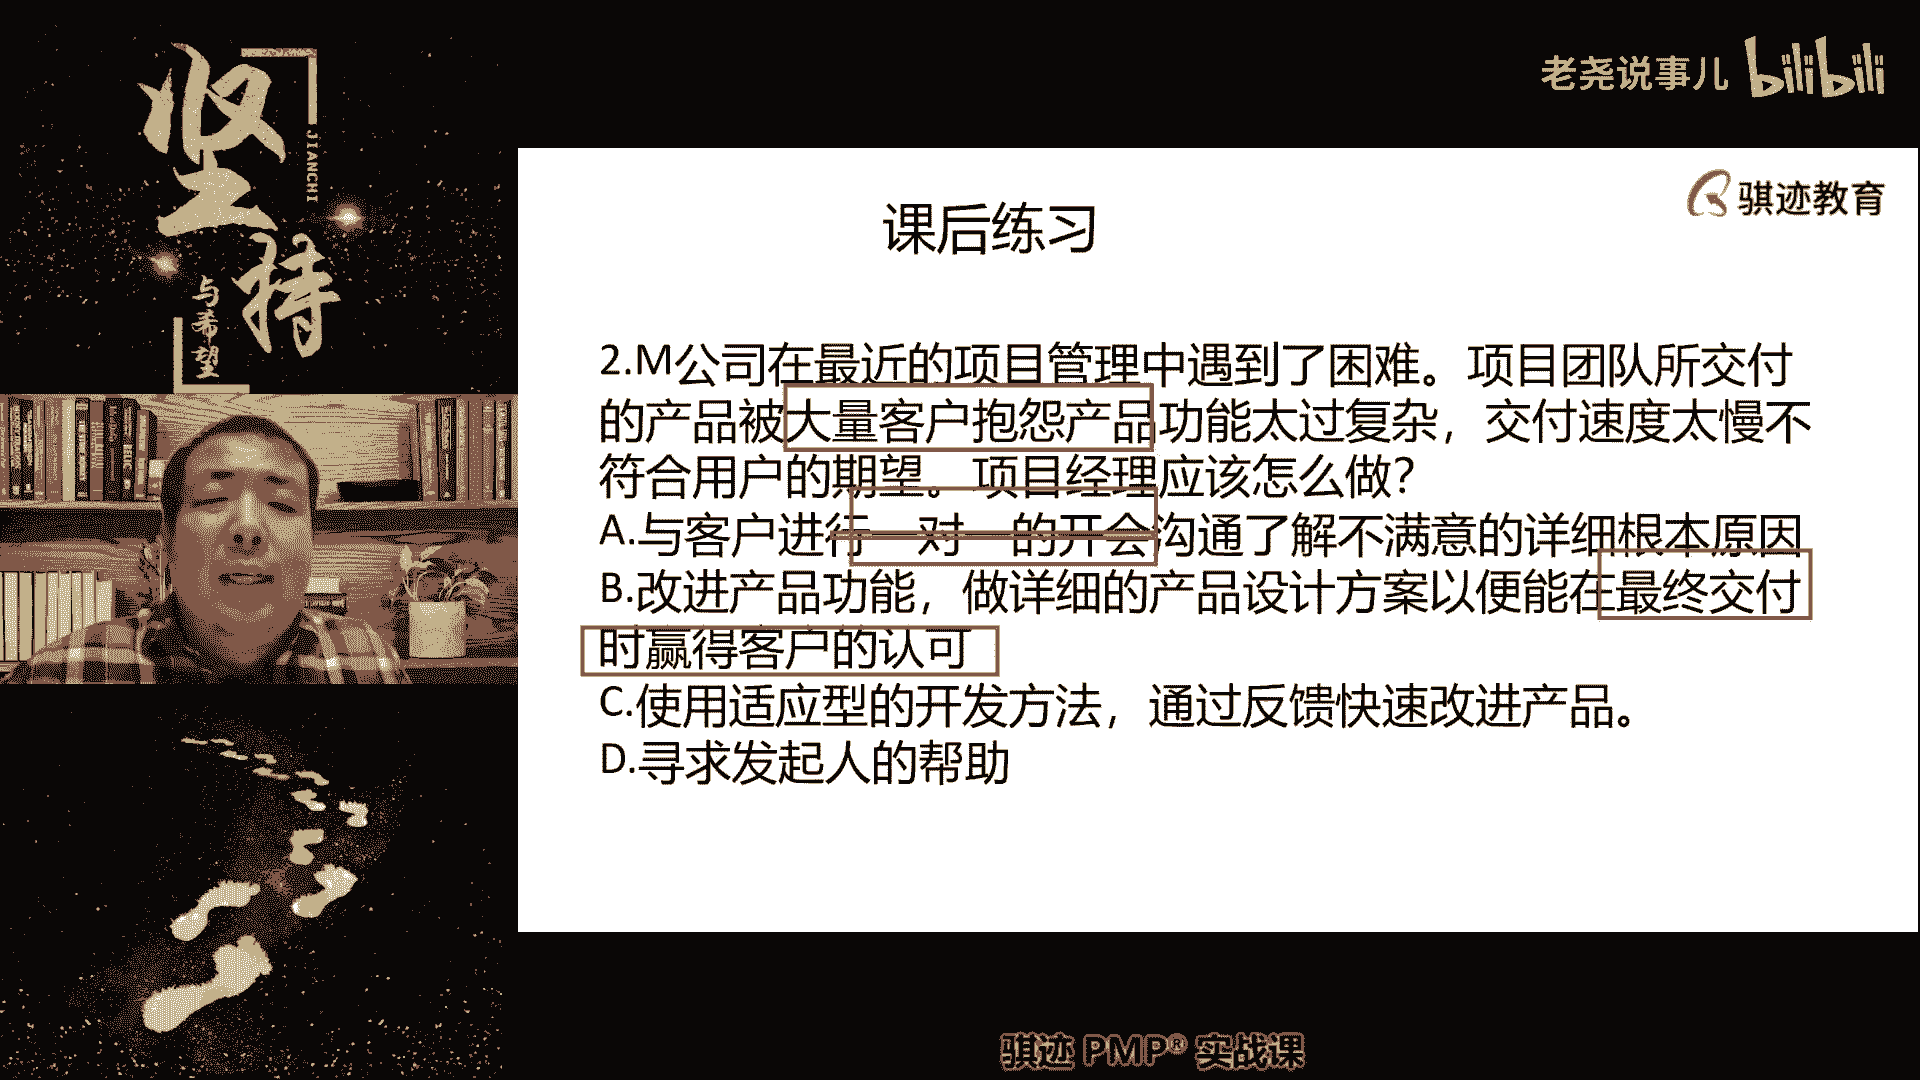 坚持
JIANCHI
与希望
老尧说事儿 bilibili
骐迹教育
课后练习
2.M公司在最近的项目管理中遇到了困难。项目团队所交付
的产品被大量客户抱怨产品功能太过复杂，交付速度太慢不
符合用户的期望。项目经理应该怎么做？
A.与客户进行一对一的开会沟通了解不满意的详细根本原因
B.改进产品功能，做详细的产品设计方案以便能在最终交付
时赢得客户的认可
C.使用适应型的开发方法，通过反馈快速改进产品。
D.寻求发起人的帮助
骐迹 PMP® 实战课